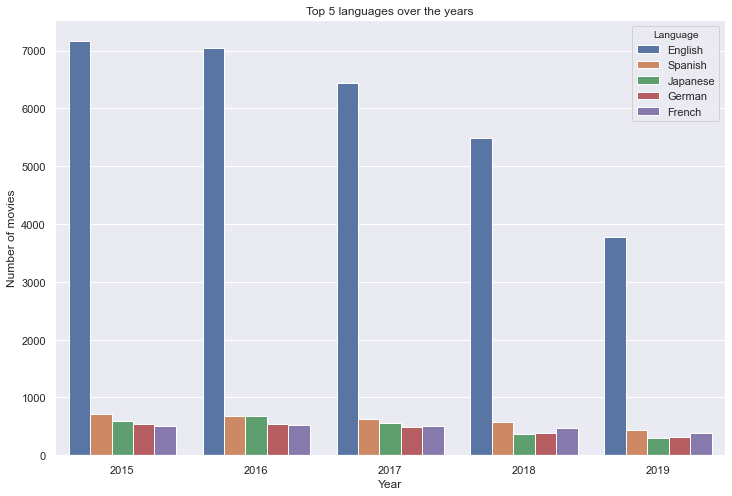 Top 5 languages over the years
Language
English
Spanish
Japanese
German
French
Number of movies
7000
6000
5000
4000
3000
2000
1000
0
2015 2016 2017 2018 2019
Year